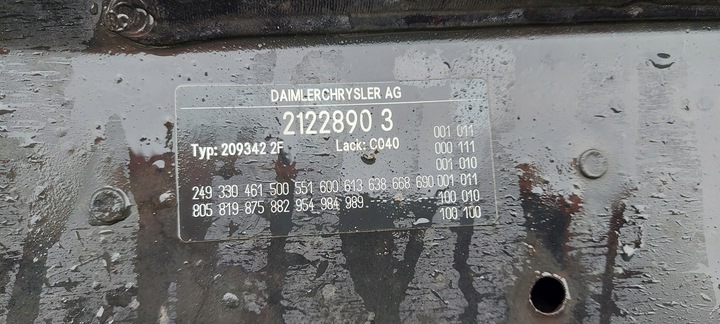 DAIMLERCHRYSLER AG
2122890 3
Typ: 209342 2F Lack: C040
001 011
000 111
001 010
249 330 461 500 551 600 613 638 668 690 001 011
805 819 875 882 954 984 989 100 010
100 100